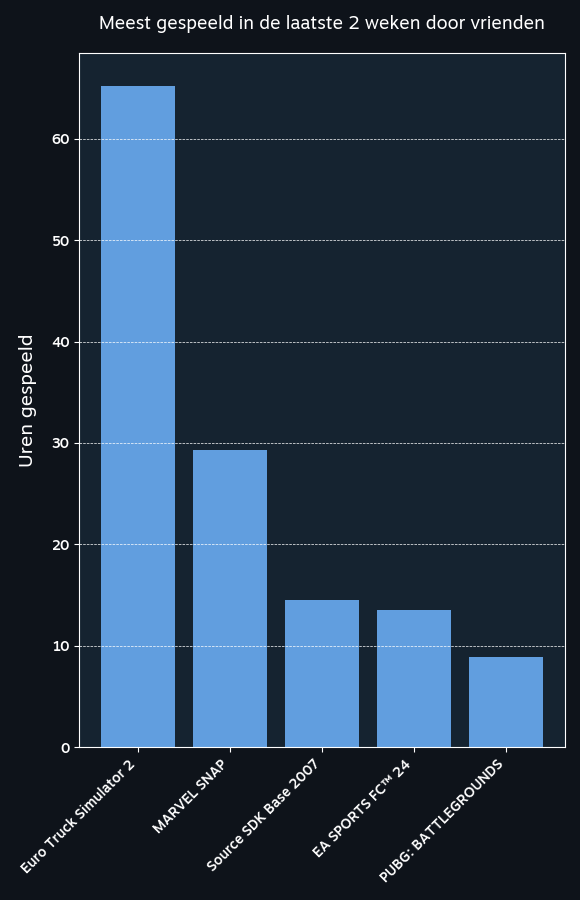 Meest gespeeld in de laatste 2 weken door vrienden
Uren gespeeld
60
50
40
30
20
10
0
Euro Truck Simulator 2
MARVEL SNAP
Source SDK Base 2007
EA SPORTS FC™ 24
PUBG: BATTLEGROUNDS